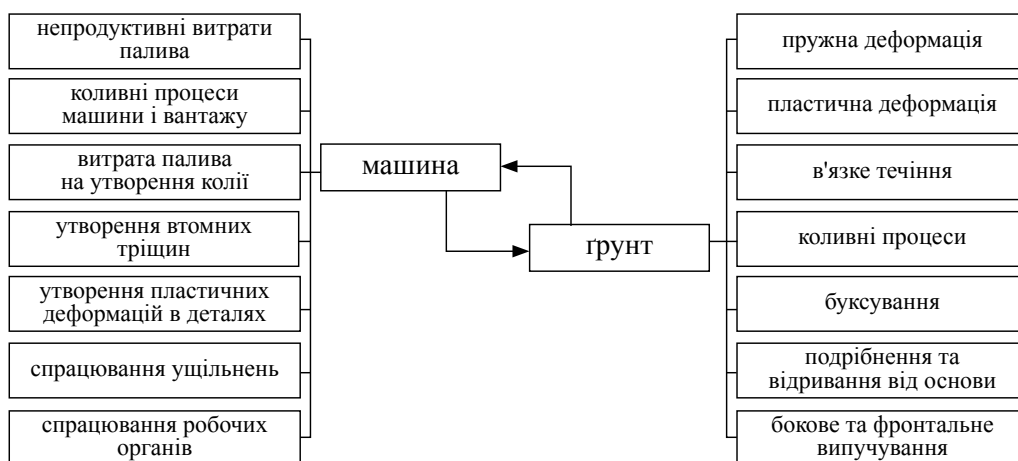 непродуктивні витрати
палива
коливні процеси
машини і вантажу
витрата палива
на утворення колії
утворення втомних
тріщин
утворення пластичних
деформацій в деталях
спрацювання ущільнень
спрацювання робочих
органів
машина
ґрунт
пружна деформація
пластична деформація
в'язке течіння
коливні процеси
буксування
подрібнення та
відривання від основи
бокове та фронтальне
випучування